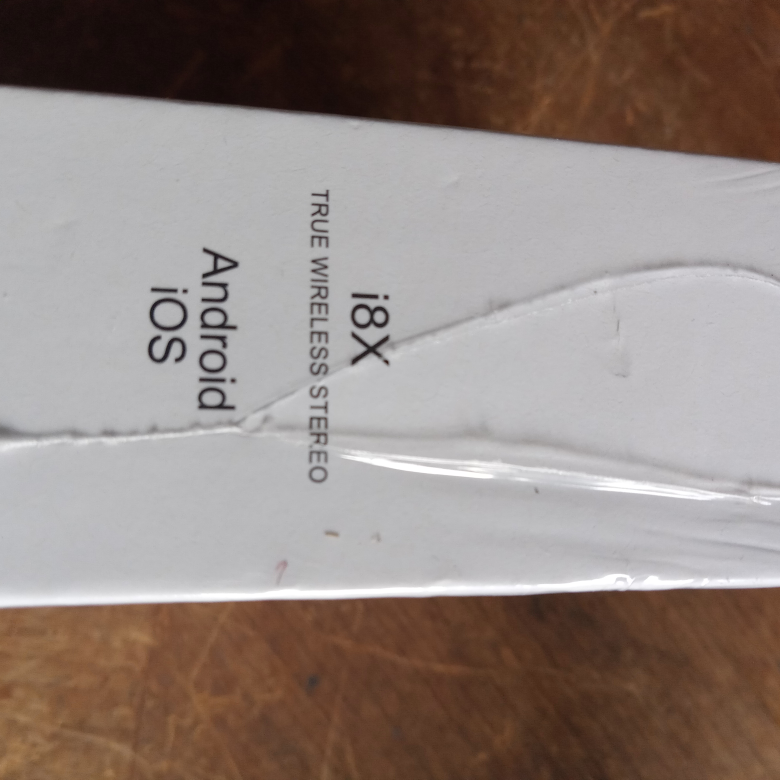 i8X
TRUE WIRELESS STEREO
Android
iOS